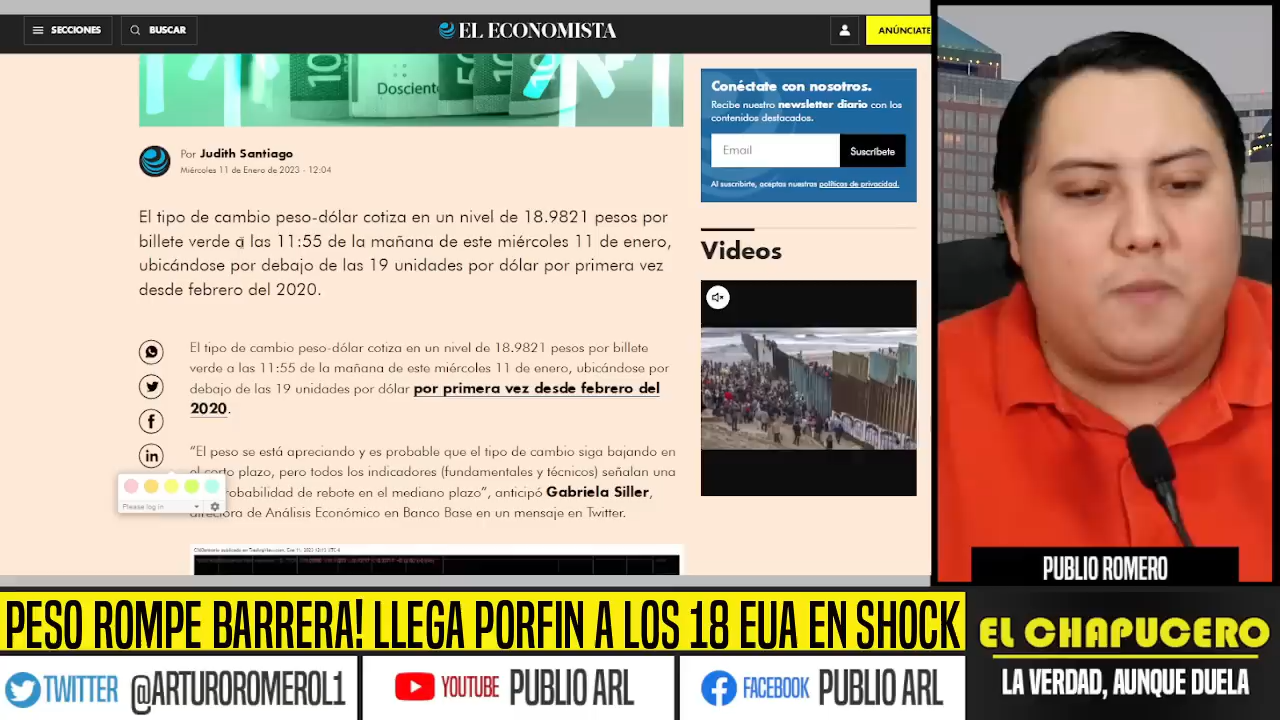 SECCIONES
BUSCAR
EL ECONOMISTA
ANÚNCIATE
Dosciento
Conéctate con nosotros.
Recibe nuestro newsletter diario con los
contenidos destacados.
Email
Suscríbete
Al suscribirte, aceptas nuestras políticas de privacidad.
Por Judith Santiago
Miércoles 11 de Enero de 2023 - 12:04
El tipo de cambio peso-dólar cotiza en un nivel de 18.9821 pesos por
billete verde a las 11:55 de la mañana de este miércoles 11 de enero,
ubicándose por debajo de las 19 unidades por dólar por primera vez
desde febrero del 2020.
Videos
El tipo de cambio peso-dólar cotiza en un nivel de 18.9821 pesos por billete
verde a las 11:55 de la mañana de este miércoles 11 de enero, ubicándose por
debajo de las 19 unidades por dólar por primera vez desde febrero del
2020.
“El peso se está apreciando y es probable que el tipo de cambio siga bajando en
el corto plazo, pero todos los indicadores (fundamentales y técnicos) señalan una
robabilidad de rebote en el mediano plazo”, anticipó Gabriela Siller,
directora de Análisis Económico en Banco Base en un mensaje en Twitter.
Please log in
PUBLIO ROMERO
PESO ROMPE BARRERA! LLEGA PORFIN A LOS 18 EUA EN SHOCK
EL CHAPUCERO
LA VERDAD, AUNQUE DUELA
TWITTER @ARTUROROMEROL1
YOUTUBE PUBLIO ARL
FACEBOOK PUBLIO ARL